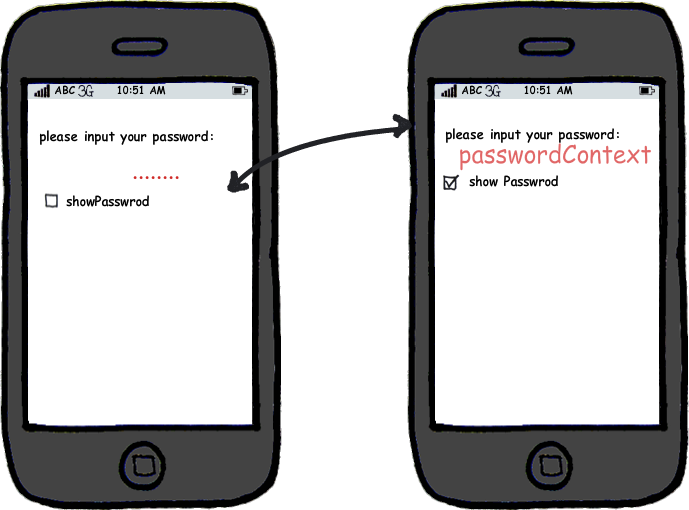 ABC 3G 10:51 AM
please input your password:
........
showPasswrod
ABC 3G 10:51 AM
please input your password:
passwordContext
show Passwrod